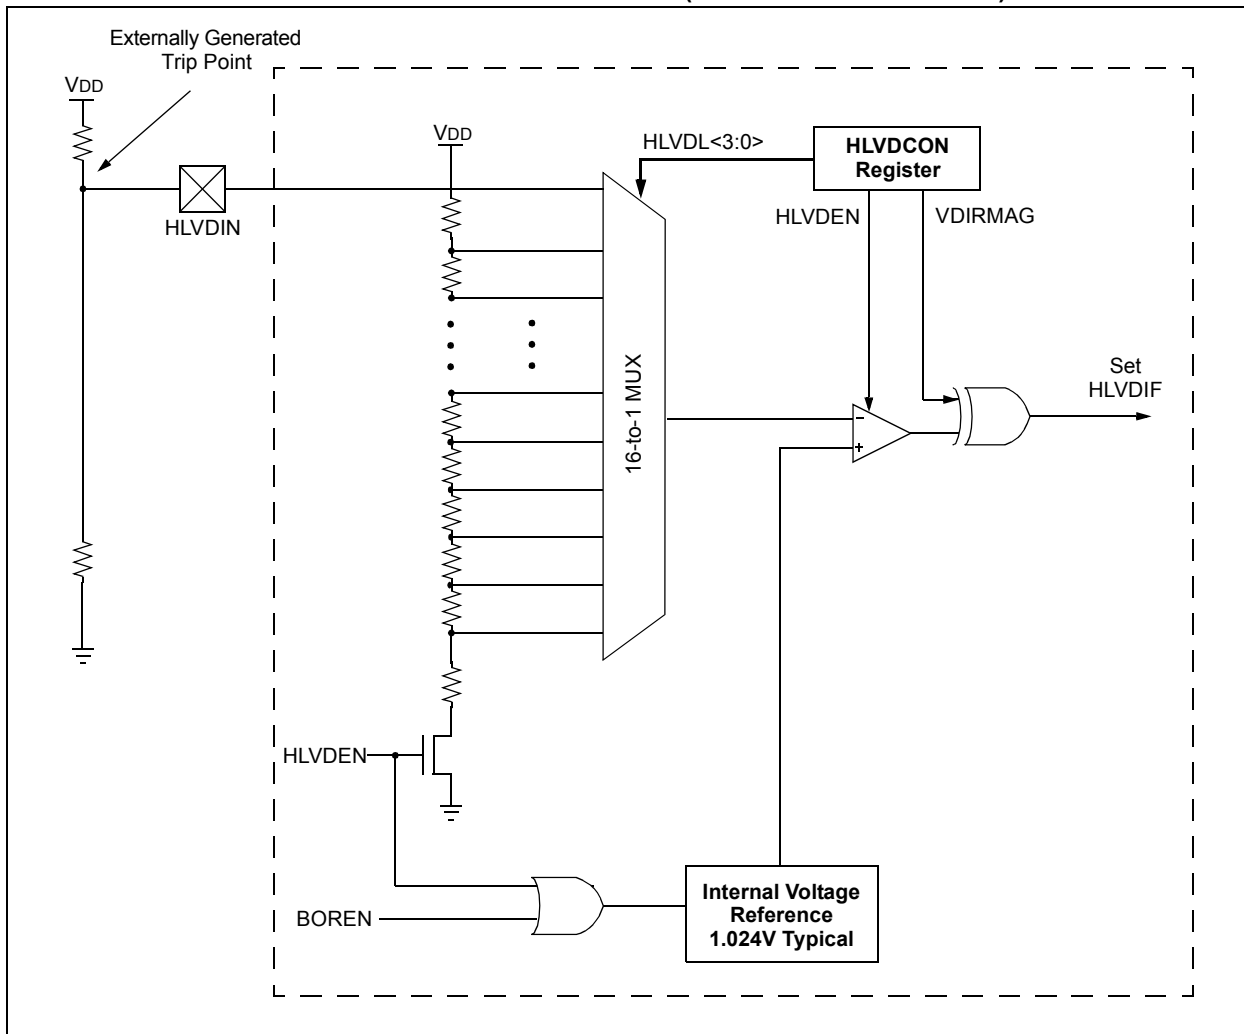 Externally Generated
Trip Point
VDD
VDD
HLVDL<3:0>
HLVDCON
Register
HLVDIN
HLVDEN
VDIRMAG
16-to-1 MUX
Set
HLVDIF
-
+
HLVDEN
BOREN
Internal Voltage
Reference
1.024V Typical